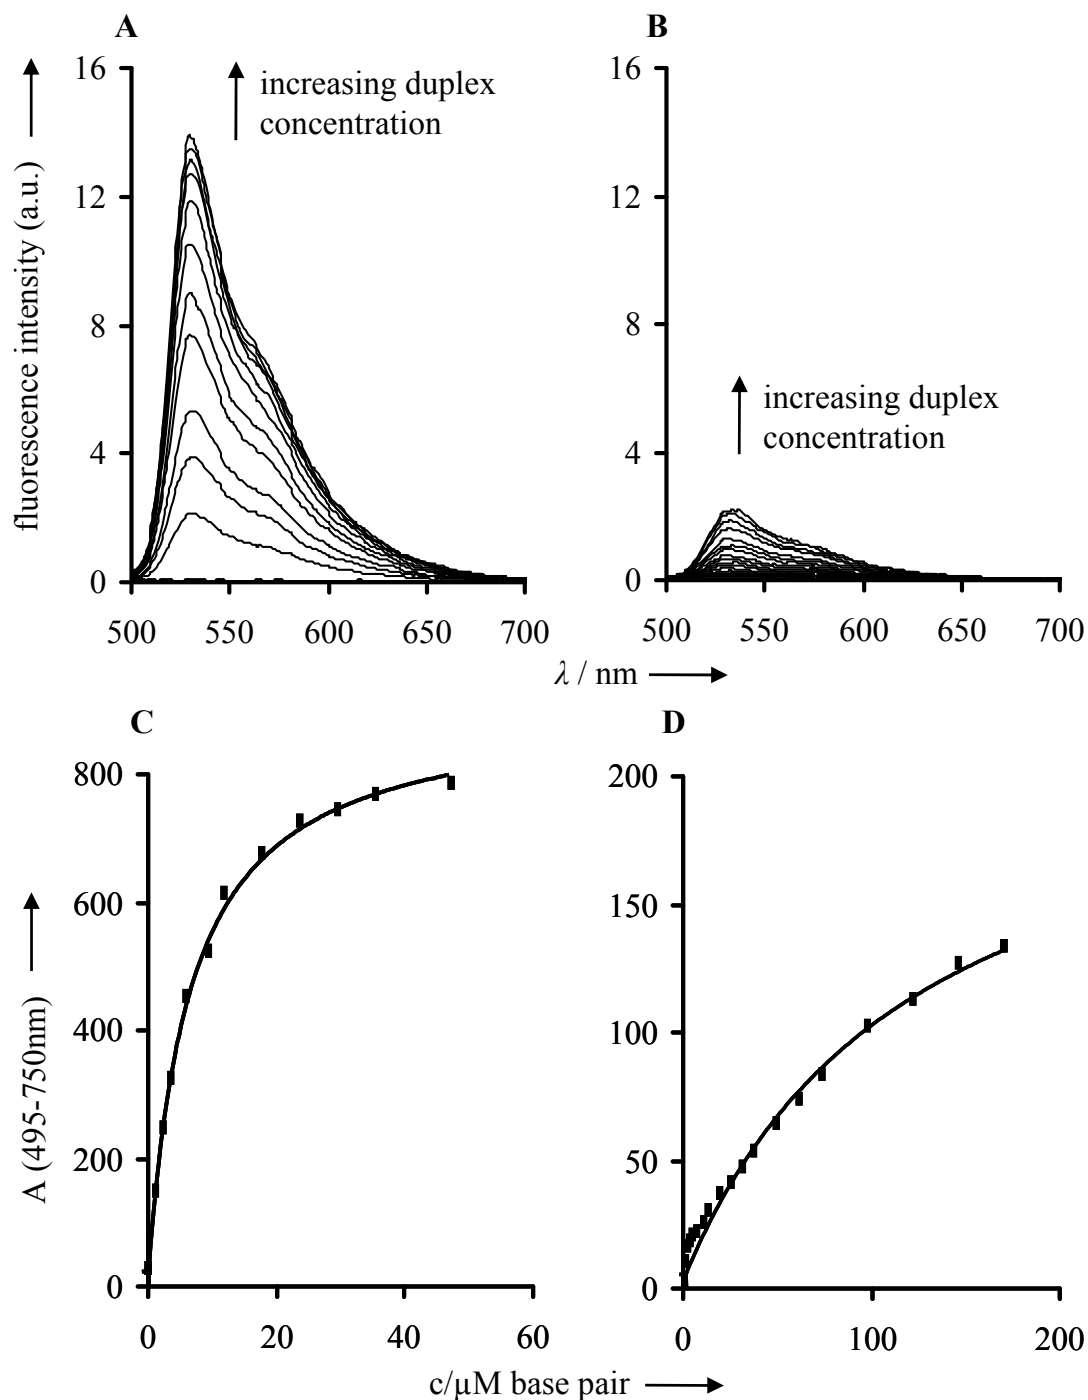 A
B
fluorescence intensity (a.u.)
16
12
8
4
0
increasing duplex
concentration
500 550 600 650 700
16
12
8
4
0
increasing duplex
concentration
500 550 600 650 700
λ / nm
C
D
A (495-750nm)
800
600
400
200
0
0 20 40 60
200
150
100
50
0
0 100 200
c/µM base pair